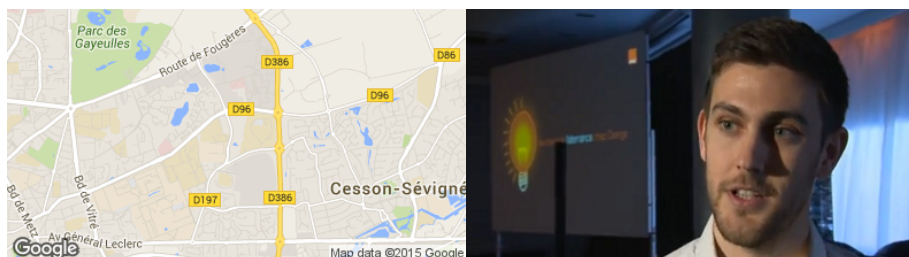 Parc des
Gayeulles
Route de Fougères
D386
D86
D96
D96
D386
D197
Cesson-Sévigné
Bd de Metz
Bd de Vitré
Av Général Leclerc
Google
Map data ©2015 Google